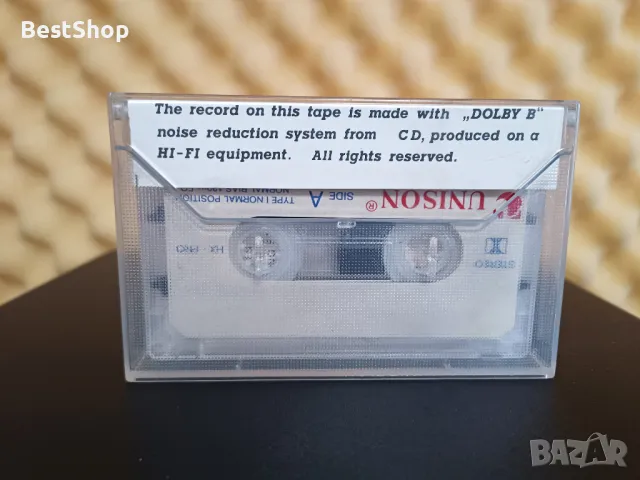 BestShop
The record on this tape is made with „DOLBY B"
noise reduction system from CD, produced on a
HI-FI equipment. All rights reserved.
NORMAL BIAS
TYPE I NORMAL POSITION
SIDE A
UNISON®
HX - PRO
STEREO
BAZAR